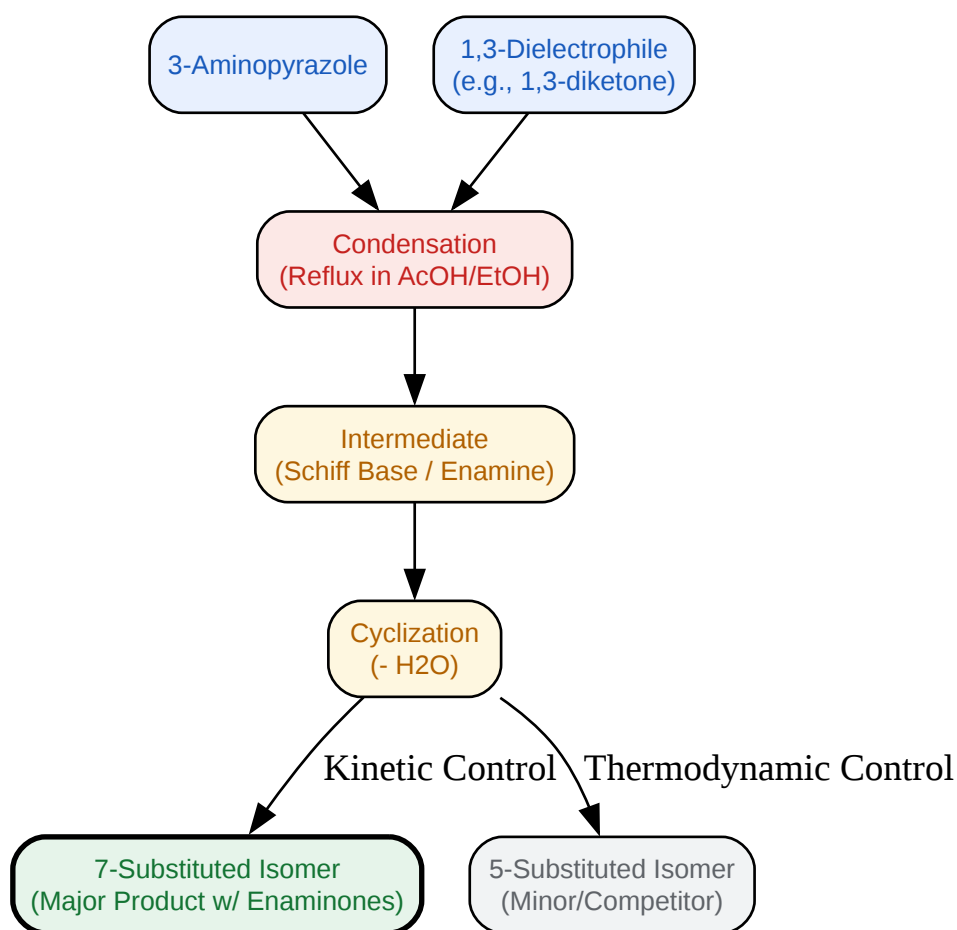 3-Aminopyrazole
1,3-Dielectrophile
(e.g., 1,3-diketone)
Condensation
(Reflux in AcOH/EtOH)
Intermediate
(Schiff Base / Enamine)
Cyclization
(- H2O)
Kinetic Control
Thermodynamic Control
7-Substituted Isomer
(Major Product w/ Enaminones)
5-Substituted Isomer
(Minor/Competitor)